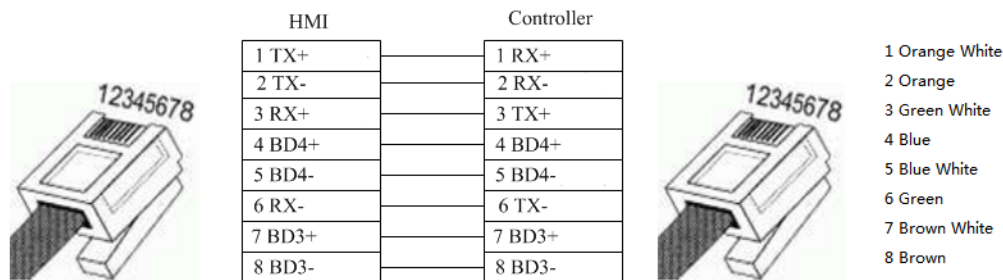 HMI Controller
12345678
1 TX+ 1 RX+
2 TX- 2 RX-
3 RX+ 3 TX+
4 BD4+ 4 BD4+
5 BD4- 5 BD4-
6 RX- 6 TX-
7 BD3+ 7 BD3+
8 BD3- 8 BD3-
12345678
1 Orange White
2 Orange
3 Green White
4 Blue
5 Blue White
6 Green
7 Brown White
8 Brown